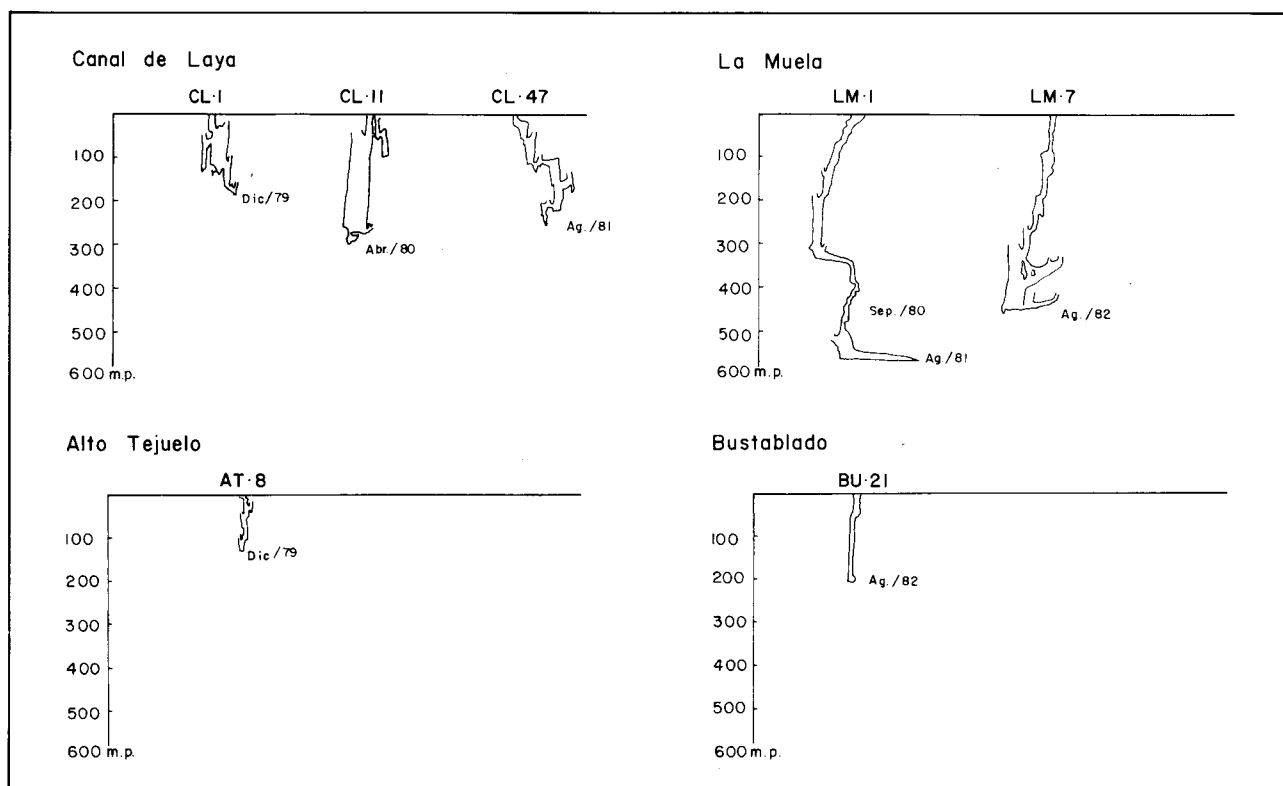 Canal de Laya
CL·1 CL·11 CL·47
100
200
300
400
500
600 m.p.
Dic/79
Abr./80
Ag./81
La Muela
LM·1 LM·7
100
200
300
400
500
600 m.p.
Sep./80
Ag./81
Ag./82
Alto Tejuelo
AT·8
100
200
300
400
500
600 m.p.
Dic/79
Bustablado
BU·21
100
200
300
400
500
600 m.p.
Ag./82